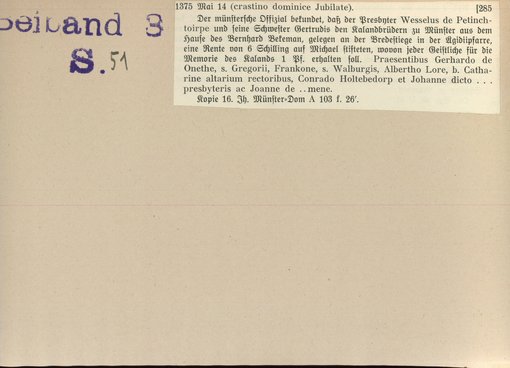 Beiband 3
S. 51
1375 Mai 14 (crastino dominice Jubilate). [285
Der münstersche Offizial bekundet, daß der Presbyter Wesselus de Petinch-
toirpe und seine Schwester Gertrudis den Kalandbrüdern zu Münster aus dem
Hause des Bernhard Bekeman, gelegen an der Bredestiege in der Ägidiipfarre,
eine Rente von 6 Schilling auf Michael stifteten, wovon jeder Geistliche für die
Memorie des Kalands 1 Pf. erhalten soll. Praesentibus Gerhardo de
Onethe, s. Gregorii, Frankone, s. Walburgis, Albertho Lore, b. Catha-
rine altarium rectoribus, Conrado Holtebedorp et Johanne dicto . . .
presbyteris ac Joanne de . . mene.
Kopie 16. Jh. Münster-Dom A 103 f. 26'.